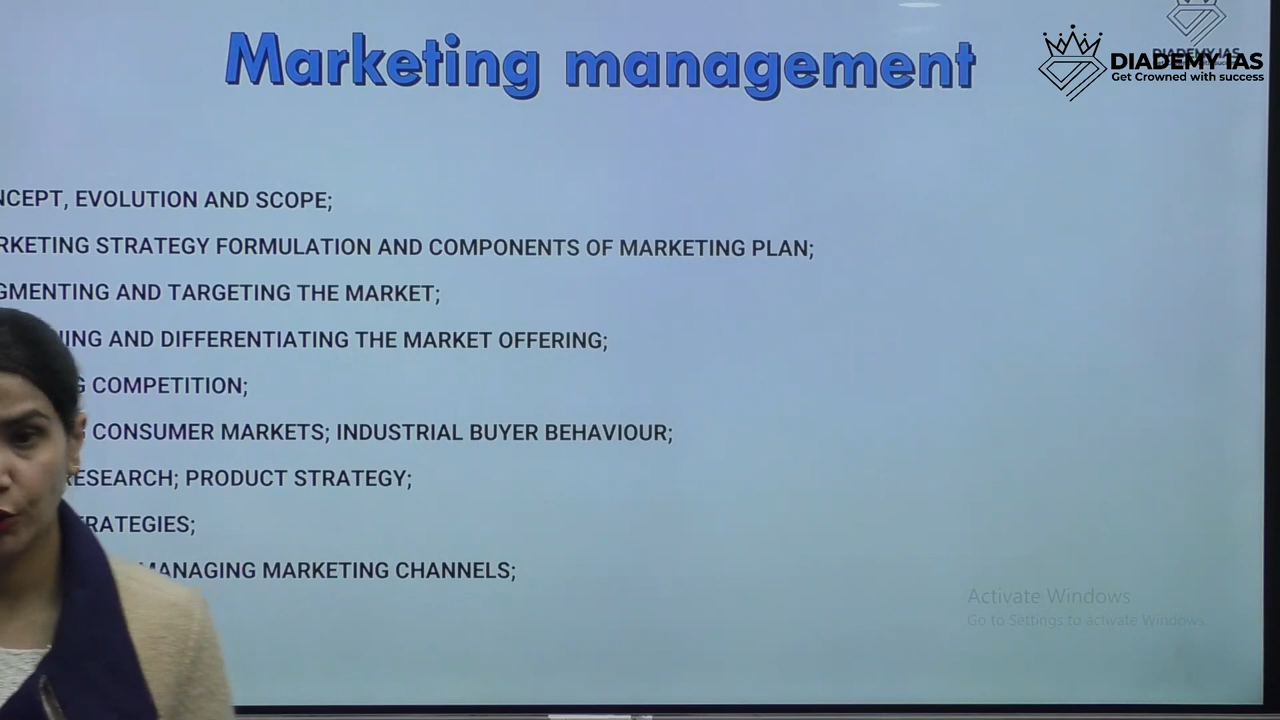 Marketing management
DIADEMY IAS
Get Crowned with success
NCEPT, EVOLUTION AND SCOPE;
RKETING STRATEGY FORMULATION AND COMPONENTS OF MARKETING PLAN;
GMENTING AND TARGETING THE MARKET;
NING AND DIFFERENTIATING THE MARKET OFFERING;
G COMPETITION;
G CONSUMER MARKETS; INDUSTRIAL BUYER BEHAVIOUR;
RESEARCH; PRODUCT STRATEGY;
TRATEGIES;
MANAGING MARKETING CHANNELS;
Activate Windows
Go to Settings to activate Windows.